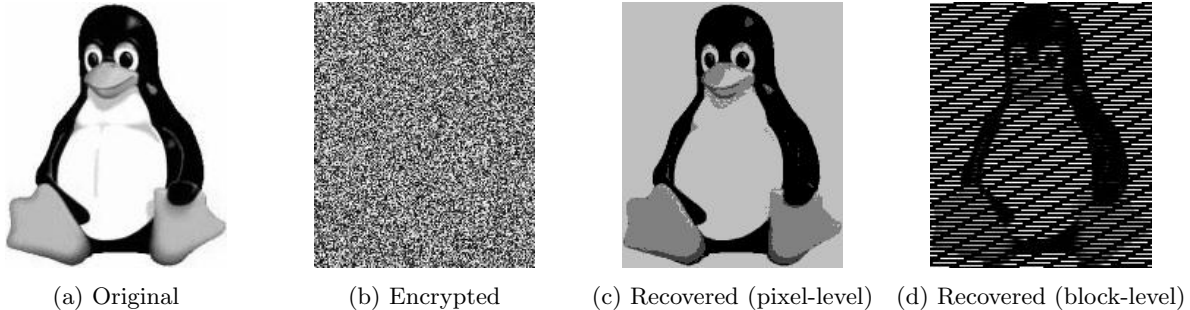 (a) Original
(b) Encrypted
(c) Recovered (pixel-level)
(d) Recovered (block-level)